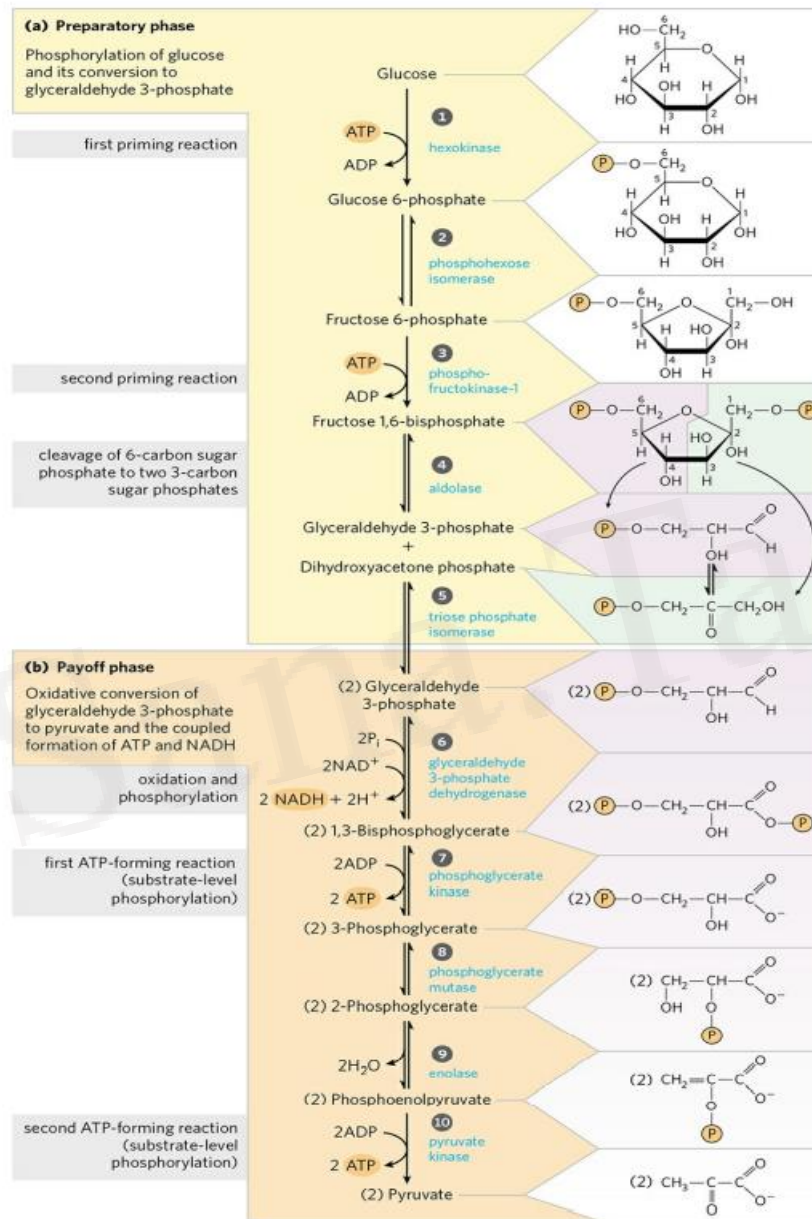 (a) Preparatory phase
Phosphorylation of glucose
and its conversion to
glyceraldehyde 3-phosphate
Glucose
ATP
ADP
1
hexokinase
first priming reaction
Glucose 6-phosphate
2
phosphohexose
isomerase
Fructose 6-phosphate
ATP
ADP
3
phospho-
fructokinase-1
second priming reaction
Fructose 1,6-bisphosphate
cleavage of 6-carbon sugar
phosphate to two 3-carbon
sugar phosphates
4
aldolase
Glyceraldehyde 3-phosphate
+
Dihydroxyacetone phosphate
5
triose phosphate
isomerase
(b) Payoff phase
Oxidative conversion of
glyceraldehyde 3-phosphate
to pyruvate and the coupled
formation of ATP and NADH
(2) Glyceraldehyde
3-phosphate
2Pi
2NAD+
2 NADH + 2H+
6
glyceraldehyde
3-phosphate
dehydrogenase
oxidation and
phosphorylation
(2) 1,3-Bisphosphoglycerate
first ATP-forming reaction
(substrate-level
phosphorylation)
2ADP
2 ATP
7
phosphoglycerate
kinase
(2) 3-Phosphoglycerate
8
phosphoglycerate
mutase
(2) 2-Phosphoglycerate
2H2O
9
enolase
(2) Phosphoenolpyruvate
second ATP-forming reaction
(substrate-level
phosphorylation)
2ADP
2 ATP
10
pyruvate
kinase
(2) Pyruvate